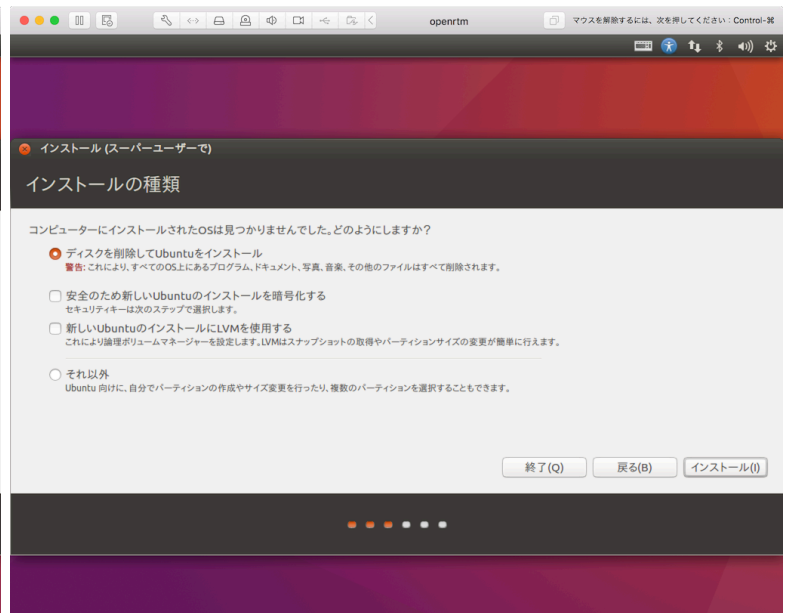 openrtm
マウスを解除するには、次を押してください：Control-⌘
インストール (スーパーユーザーで)
インストールの種類
コンピューターにインストールされたOSは見つかりませんでした。どのようにしますか？
ディスクを削除してUbuntuをインストール
警告: これにより、すべてのOS上にあるプログラム、ドキュメント、写真、音楽、その他のファイルはすべて削除されます。
安全のため新しいUbuntuのインストールを暗号化する
セキュリティキーは次のステップで選択します。
新しいUbuntuのインストールにLVMを使用する
これにより論理ボリュームマネージャーを設定します。LVMはスナップショットの取得やパーティションサイズの変更が簡単に行えます。
それ以外
Ubuntu 向けに、自分でパーティションの作成やサイズ変更を行ったり、複数のパーティションを選択することもできます。
終了(Q)
戻る(B)
インストール(I)